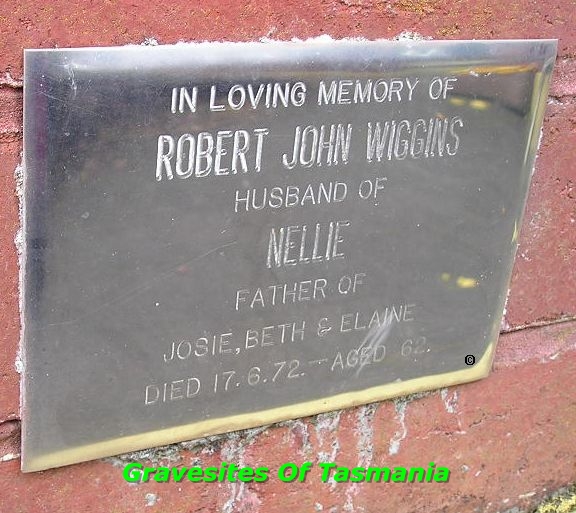 IN LOVING MEMORY OF
ROBERT JOHN WIGGINS
HUSBAND OF
NELLIE
FATHER OF
JOSIE, BETH & ELAINE
DIED 17.6.72. — AGED 62.
©
Gravesites Of Tasmania